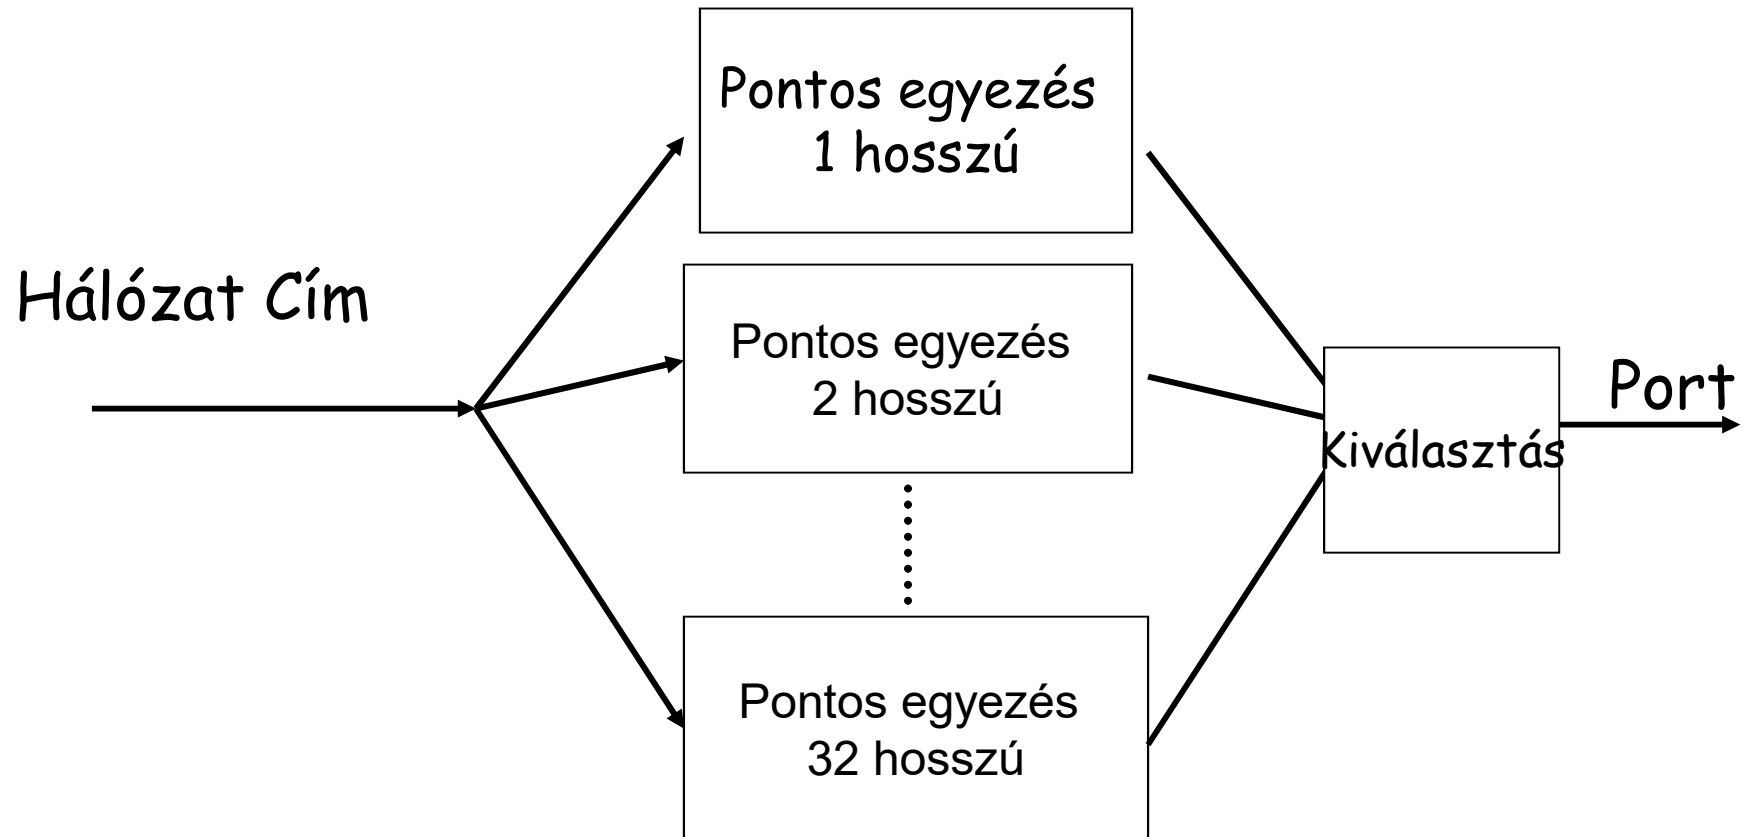 Hálózat Cím
Pontos egyezés
1 hosszú
Pontos egyezés
2 hosszú
Pontos egyezés
32 hosszú
Kiválasztás
Port